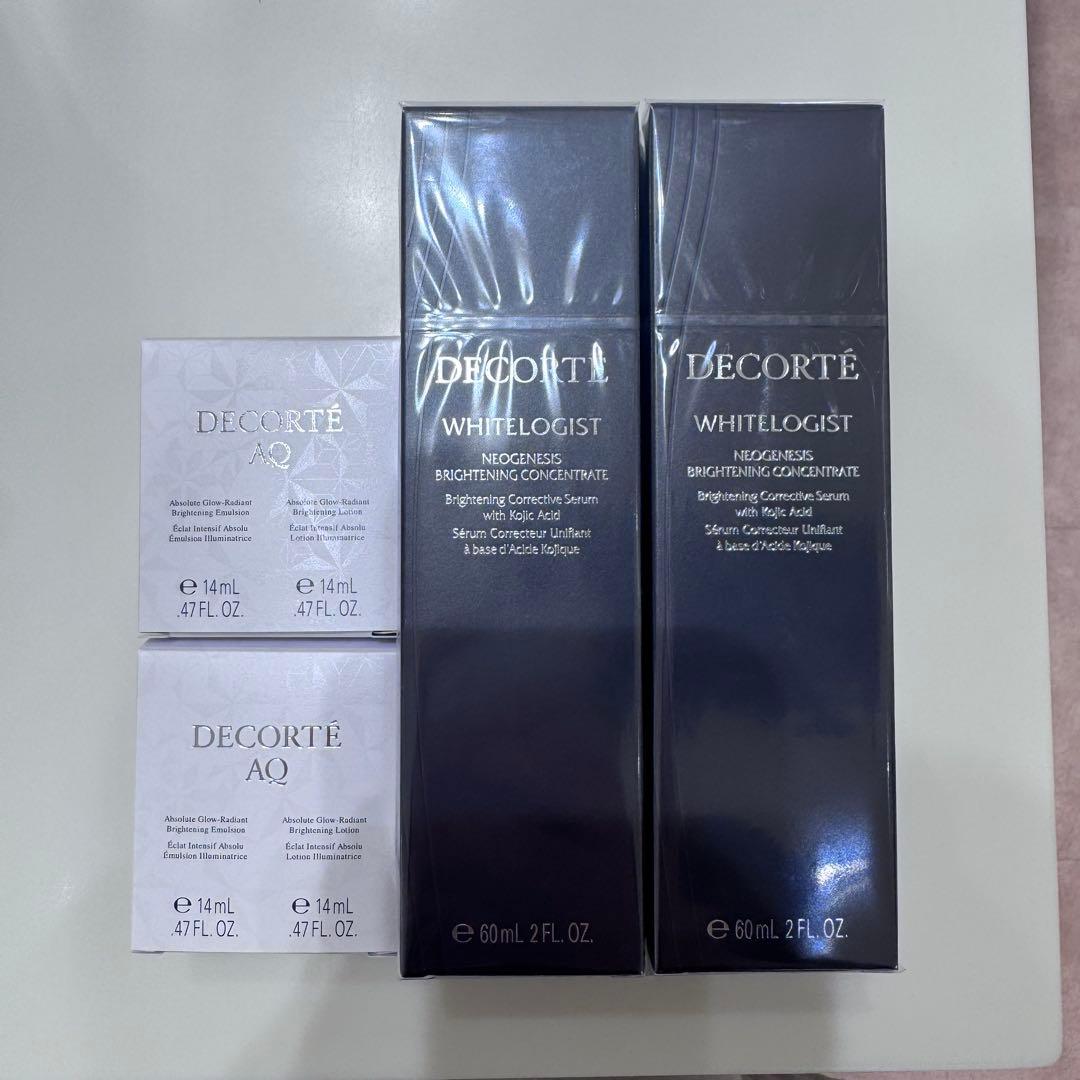 DECORTÉ
AQ
Absolute Glow-Radiant
Brightening Emulsion
Éclat Intensif Absolu
Émulsion Illuminatrice
℮ 14mL
.47 FL. OZ.
Absolute Glow-Radiant
Brightening Lotion
Éclat Intensif Absolu
Lotion Illuminatrice
℮ 14mL
.47 FL. OZ.
DECORTÉ
AQ
Absolute Glow-Radiant
Brightening Emulsion
Éclat Intensif Absolu
Émulsion Illuminatrice
℮ 14mL
.47 FL. OZ.
Absolute Glow-Radiant
Brightening Lotion
Éclat Intensif Absolu
Lotion Illuminatrice
℮ 14mL
.47 FL. OZ.
DECORTÉ
WHITELOGIST
NEOGENESIS
BRIGHTENING CONCENTRATE
Brightening Corrective Serum
with Kojic Acid
Sérum Correcteur Unifiant
à base d'Acide Kojique
℮ 60mL 2 FL. OZ.
DECORTÉ
WHITELOGIST
NEOGENESIS
BRIGHTENING CONCENTRATE
Brightening Corrective Serum
with Kojic Acid
Sérum Correcteur Unifiant
à base d'Acide Kojique
℮ 60mL 2 FL. OZ.